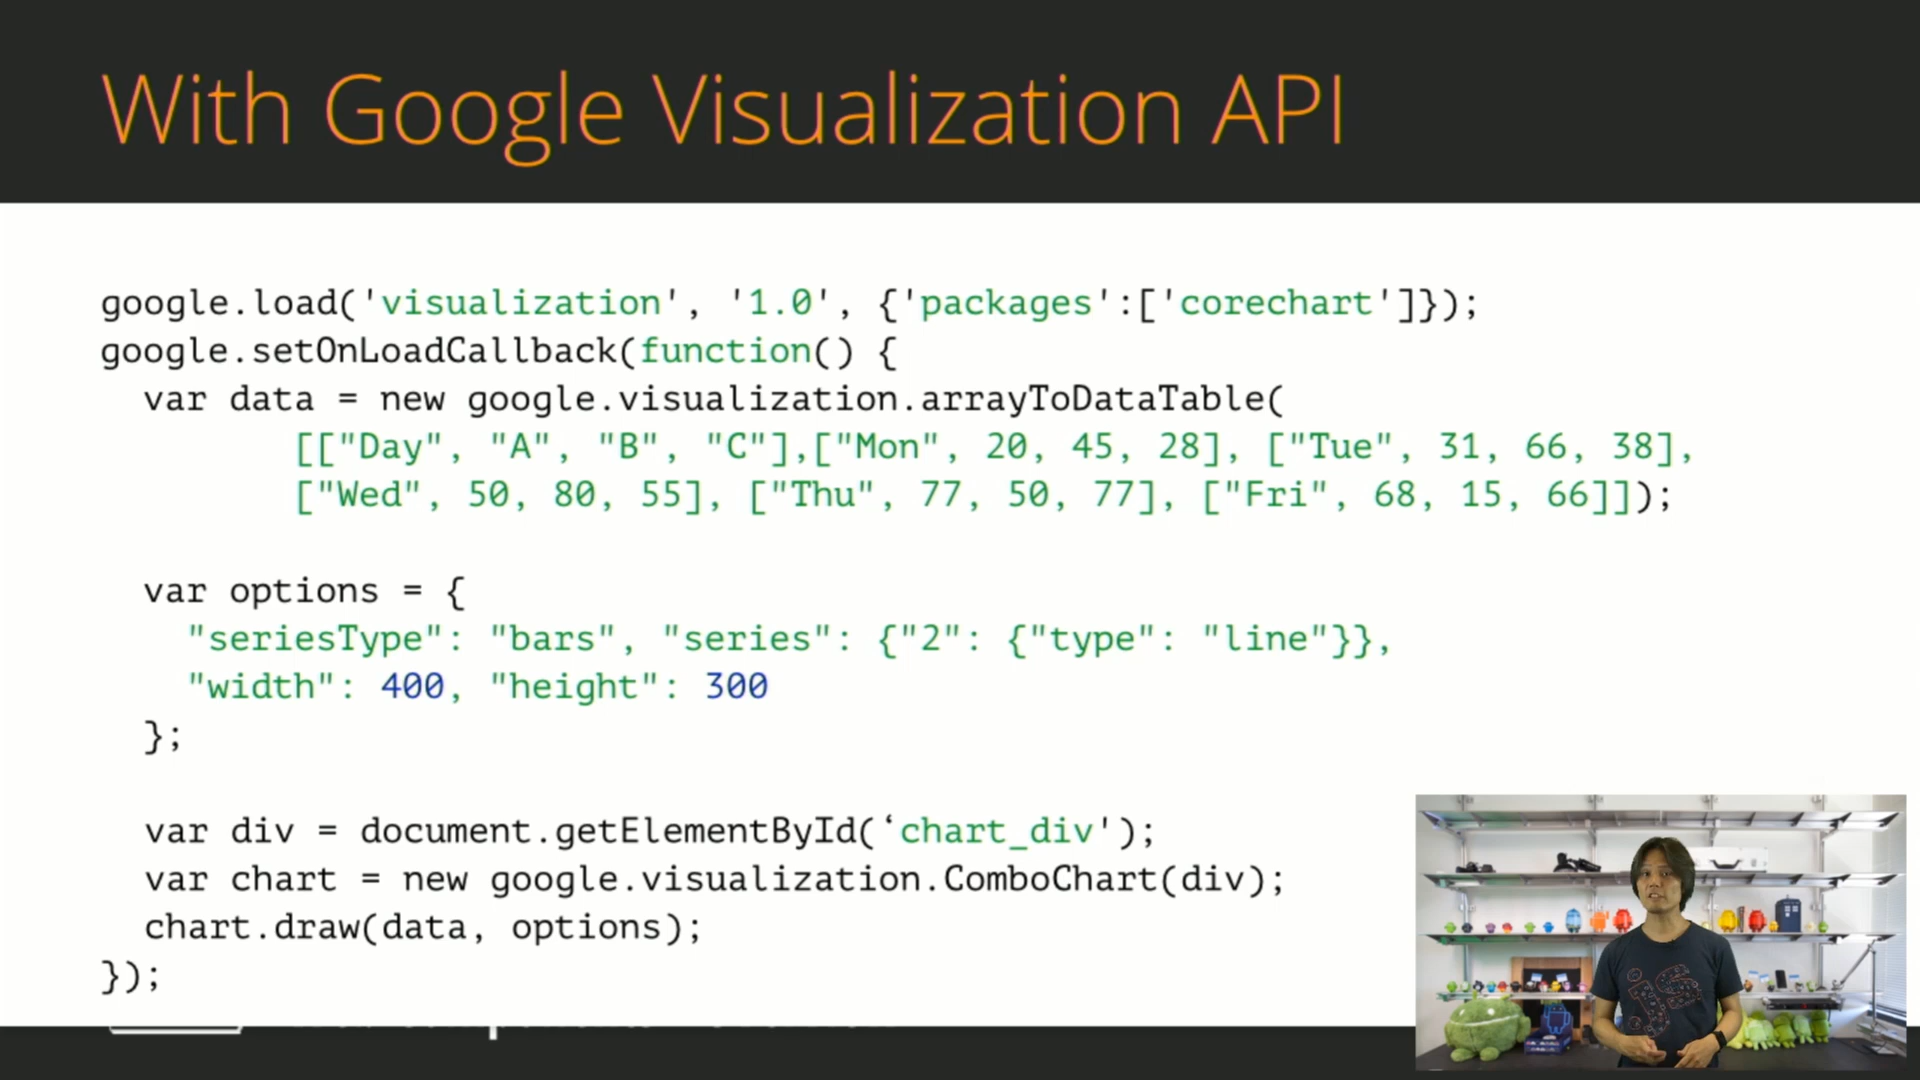 With Google Visualization API
google.load('visualization', '1.0', {'packages':['corechart']});
google.setOnLoadCallback(function() {
var data = new google.visualization.arrayToDataTable(
[["Day", "A", "B", "C"],["Mon", 20, 45, 28], ["Tue", 31, 66, 38],
["Wed", 50, 80, 55], ["Thu", 77, 50, 77], ["Fri", 68, 15, 66]]);
var options = {
"seriesType": "bars", "series": {"2": {"type": "line"}},
"width": 400, "height": 300
};
var div = document.getElementById(‘chart_div');
var chart = new google.visualization.ComboChart(div);
chart.draw(data, options);
});
JS